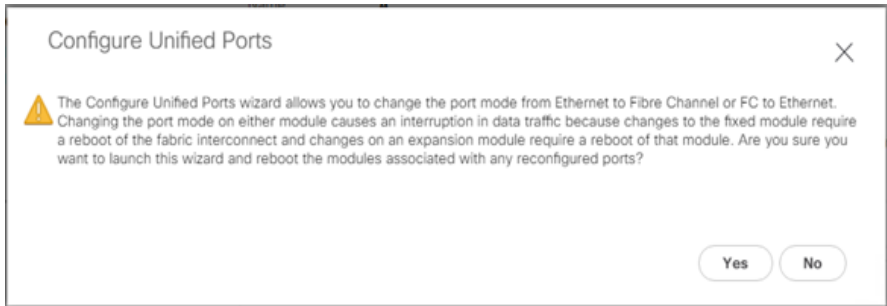 Configure Unified Ports
The Configure Unified Ports wizard allows you to change the port mode from Ethernet to Fibre Channel or FC to Ethernet.
Changing the port mode on either module causes an interruption in data traffic because changes to the fixed module require
a reboot of the fabric interconnect and changes on an expansion module require a reboot of that module. Are you sure you
want to launch this wizard and reboot the modules associated with any reconfigured ports?
Yes No